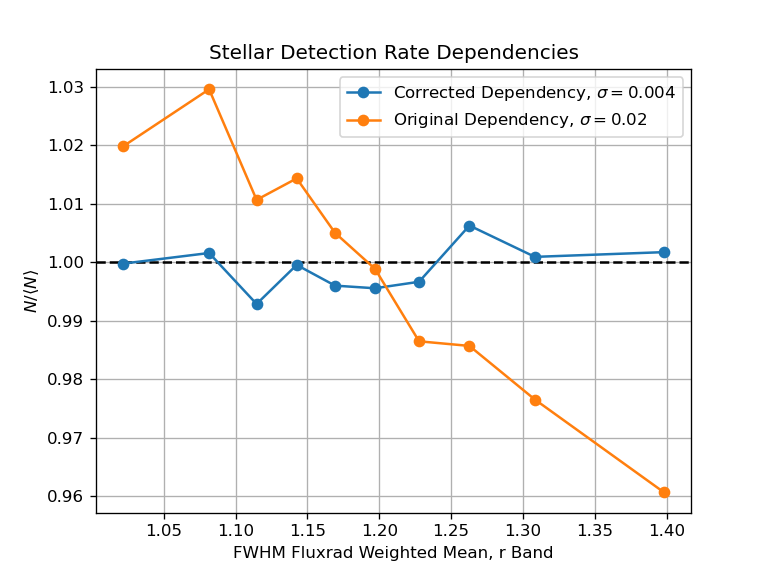 Stellar Detection Rate Dependencies
Corrected Dependency, σ = 0.004
Original Dependency, σ = 0.02
1.03
1.02
1.01
1.00
0.99
0.98
0.97
0.96
N/⟨N⟩
1.05 1.10 1.15 1.20 1.25 1.30 1.35 1.40
FWHM Fluxrad Weighted Mean, r Band